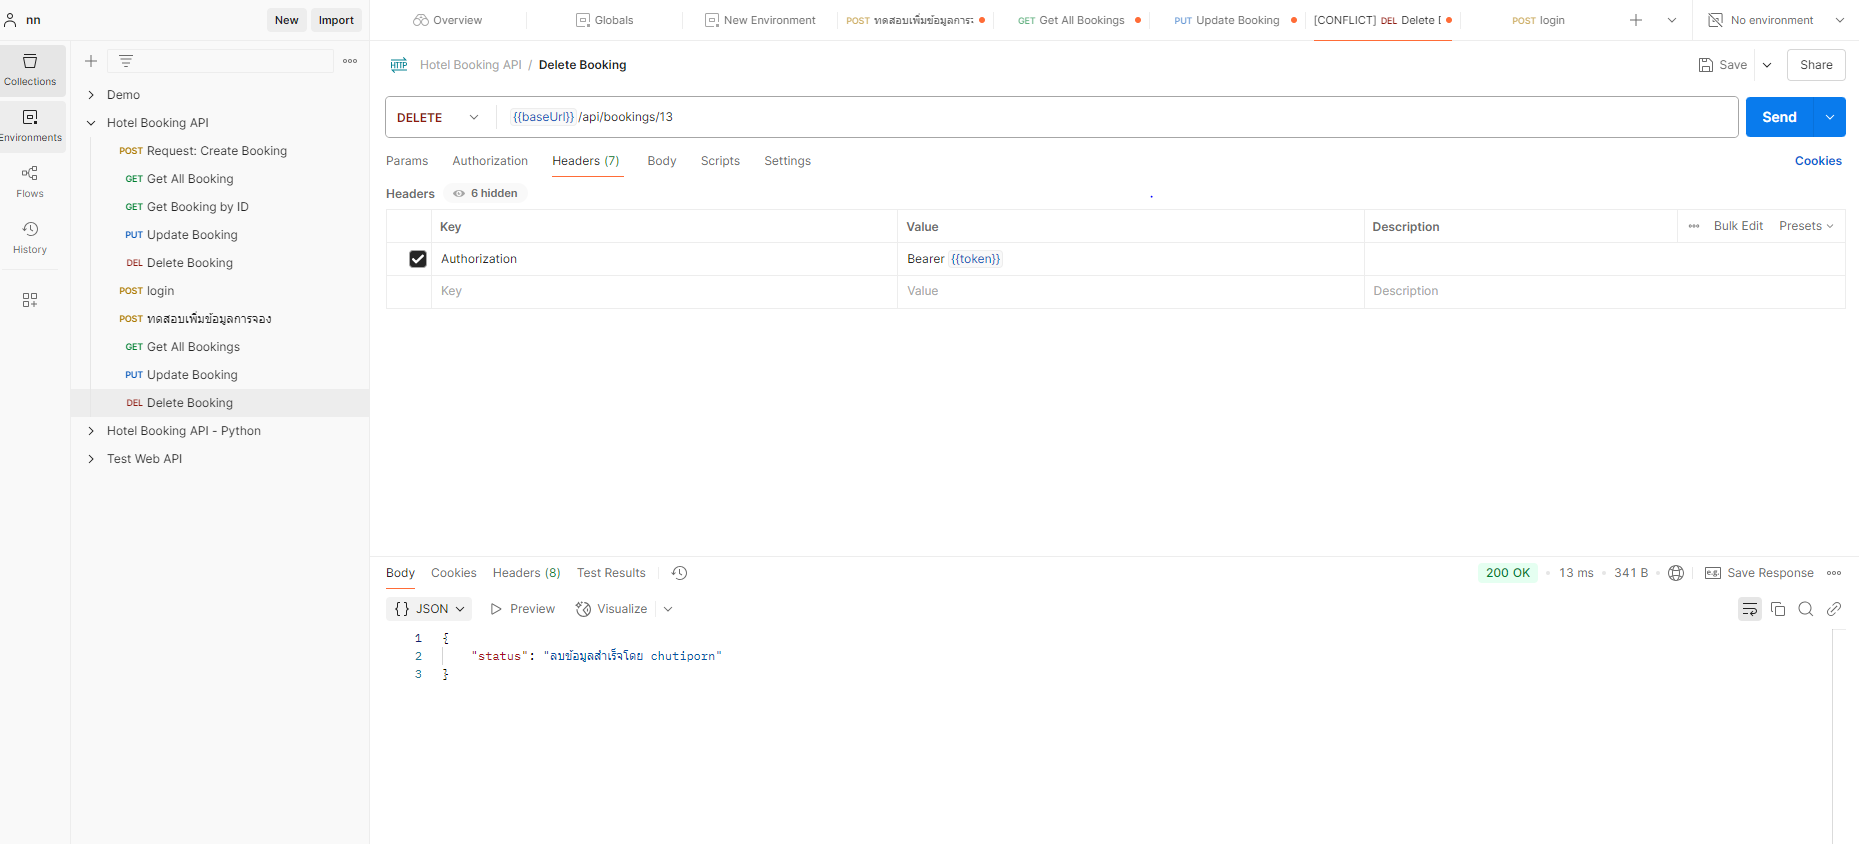 nn
New
Import
Overview
Globals
New Environment
POST ทดสอบเพิ่มข้อมูลการจ
GET Get All Bookings
PUT Update Booking
[CONFLICT] DEL Delete
POST login
No environment
Collections
Environments
Flows
History
Demo
Hotel Booking API
POST Request: Create Booking
GET Get All Booking
GET Get Booking by ID
PUT Update Booking
DEL Delete Booking
POST login
POST ทดสอบเพิ่มข้อมูลการจอง
GET Get All Bookings
PUT Update Booking
DEL Delete Booking
Hotel Booking API - Python
Test Web API
HTTP Hotel Booking API / Delete Booking
Save
Share
DELETE {{baseUrl}} /api/bookings/13
Send
Params Authorization Headers (7) Body Scripts Settings
Cookies
Headers 6 hidden
Key Value Description Bulk Edit Presets
Authorization Bearer {{token}}
Key Value Description
Body Cookies Headers (8) Test Results
200 OK • 13 ms • 341 B •
e.g. Save Response
{} JSON Preview Visualize
1 {
2 "status": "ลบข้อมูลสำเร็จโดย chutiporn"
3 }